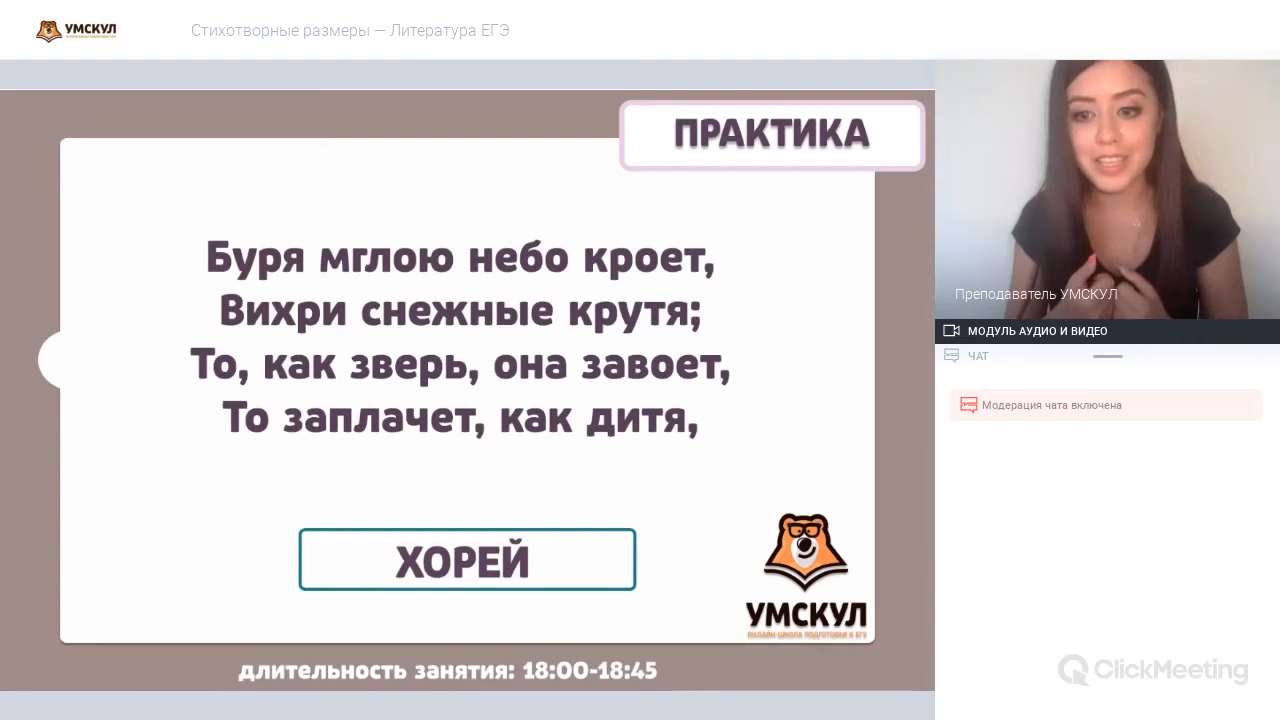 УМСКУЛ
Стихотворные размеры — Литература ЕГЭ
ПРАКТИКА
Буря мглою небо кроет,
Вихри снежные крутя;
То, как зверь, она завоет,
То заплачет, как дитя,
ХОРЕЙ
УМСКУЛ
ОНЛАЙН-ШКОЛА ПОДГОТОВКИ К ЕГЭ
длительность занятия: 18:00-18:45
Преподаватель УМСКУЛ
МОДУЛЬ АУДИО И ВИДЕО
ЧАТ
Модерация чата включена
ClickMeeting